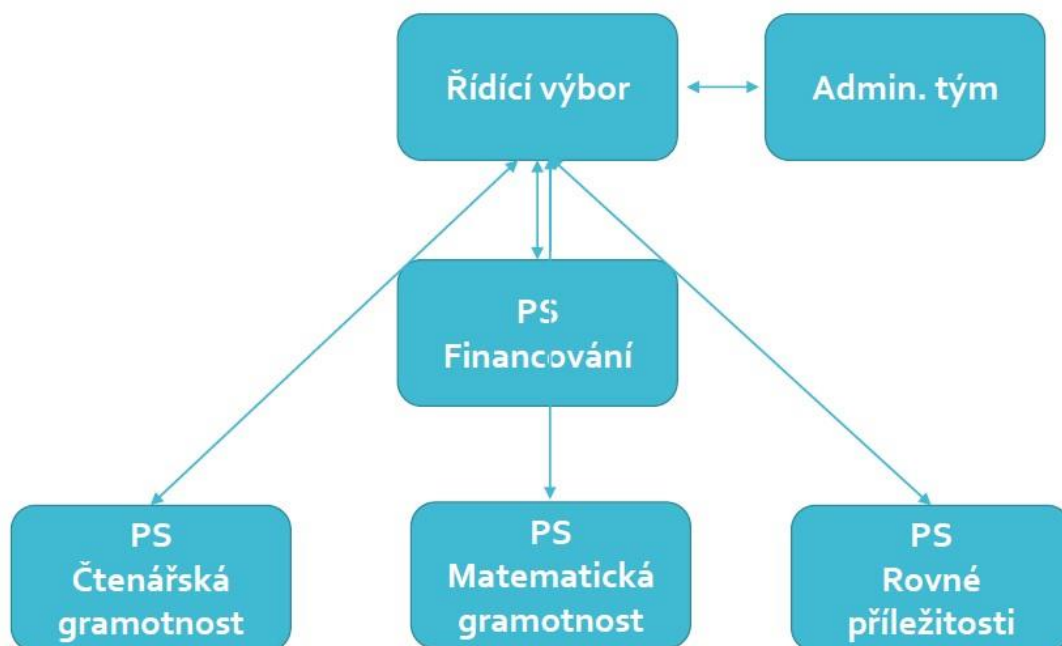 Řídící výbor
Admin. tým
PS
Financování
PS
Čtenářská
gramotnost
PS
Matematická
gramotnost
PS
Rovné
příležitosti